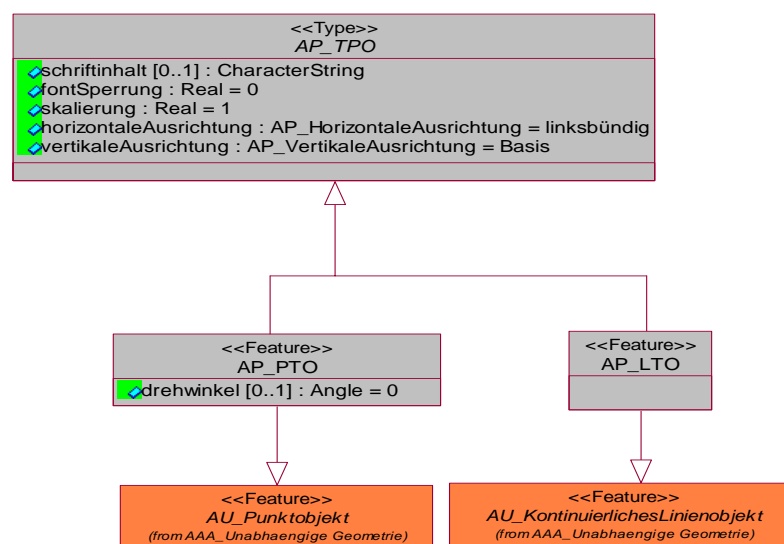 <<Type>>
AP_TPO
schriftinhalt [0..1] : CharacterString
fontSperrung : Real = 0
skalierung : Real = 1
horizontaleAusrichtung : AP_HorizontaleAusrichtung = linksbündig
vertikaleAusrichtung : AP_VertikaleAusrichtung = Basis
<<Feature>>
AP_PTO
drehwinkel [0..1] : Angle = 0
<<Feature>>
AP_LTO
<<Feature>>
AU_Punktobjekt
(from AAA_Unabhaengige Geometrie)
<<Feature>>
AU_KontinuierlichesLinienobjekt
(from AAA_Unabhaengige Geometrie)